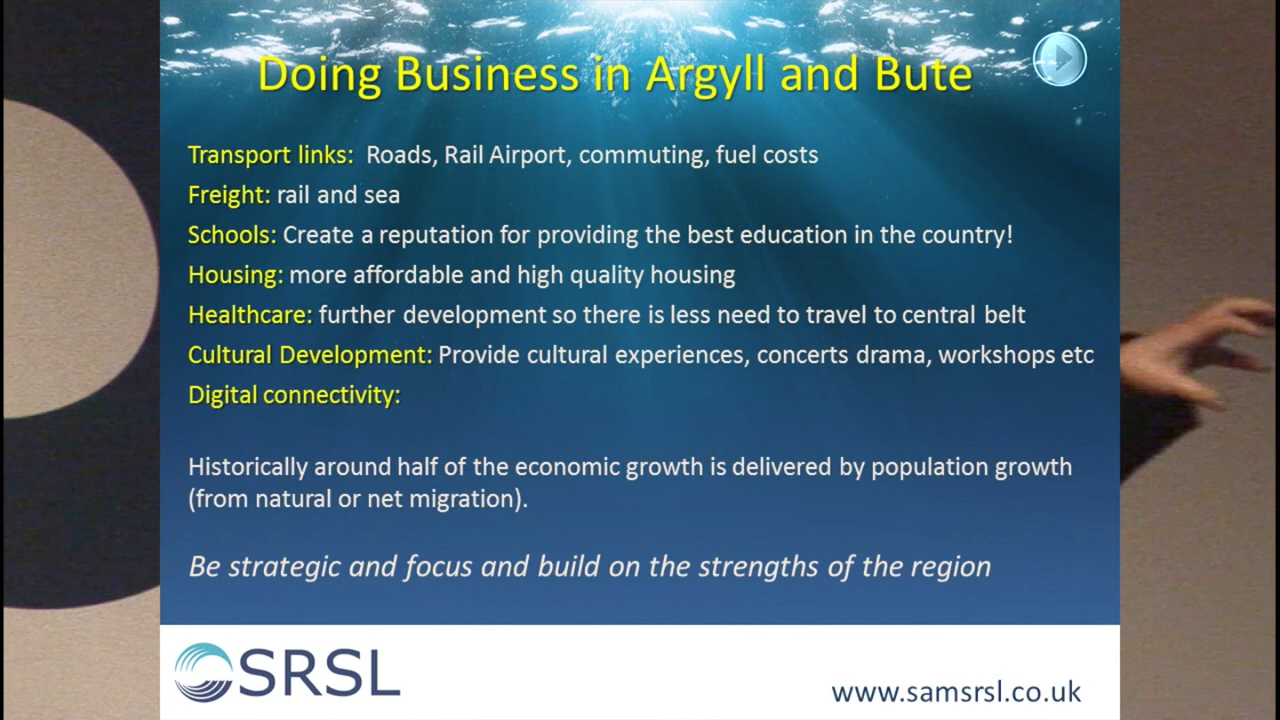 Doing Business in Argyll and Bute
Transport links: Roads, Rail Airport, commuting, fuel costs
Freight: rail and sea
Schools: Create a reputation for providing the best education in the country!
Housing: more affordable and high quality housing
Healthcare: further development so there is less need to travel to central belt
Cultural Development: Provide cultural experiences, concerts drama, workshops etc
Digital connectivity:
Historically around half of the economic growth is delivered by population growth
(from natural or net migration).
Be strategic and focus and build on the strengths of the region
SRSL
www.samsrsl.co.uk